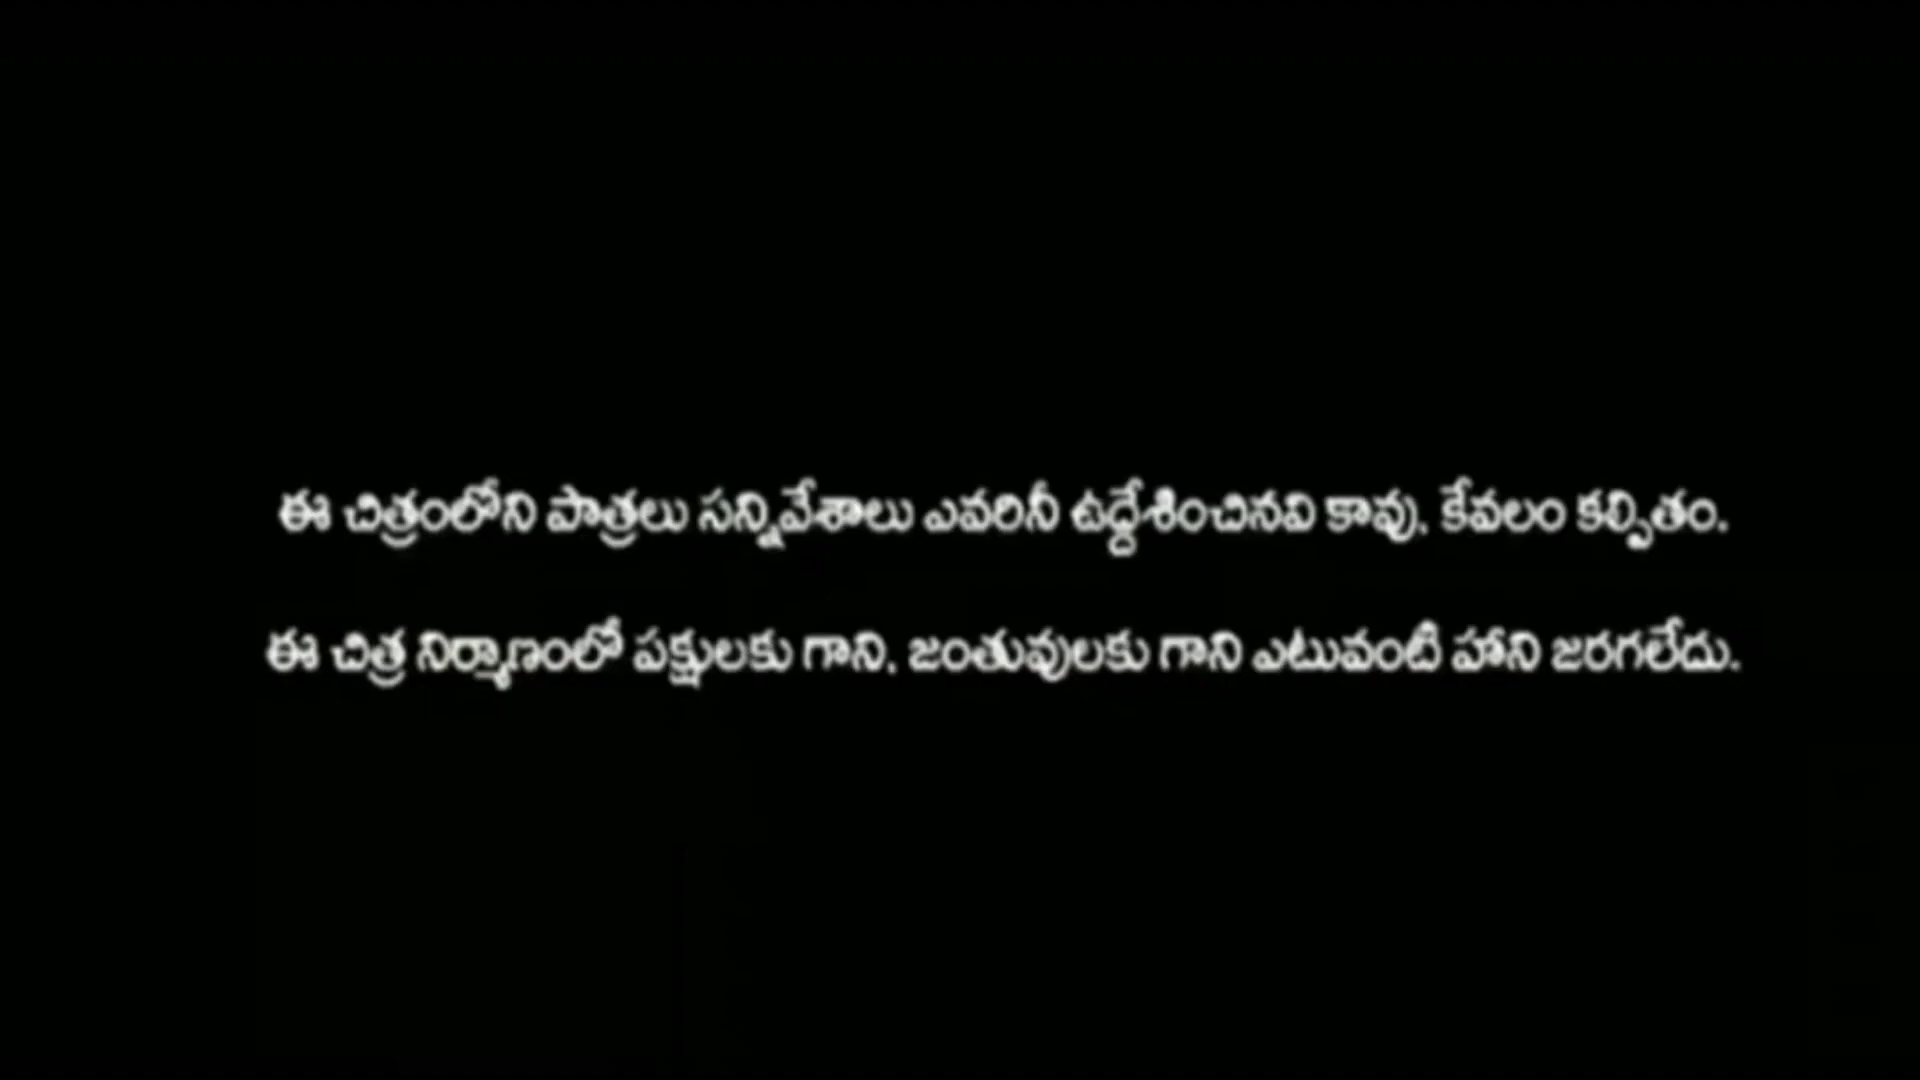 ఈ చిత్రంలోని పాత్రలు సన్నివేశాలు ఎవరినీ ఉద్దేశించినవి కావు, కేవలం కల్పితం.
ఈ చిత్ర నిర్మాణంలో పక్షులకు గాని, జంతువులకు గాని ఎటువంటి హాని జరగలేదు.